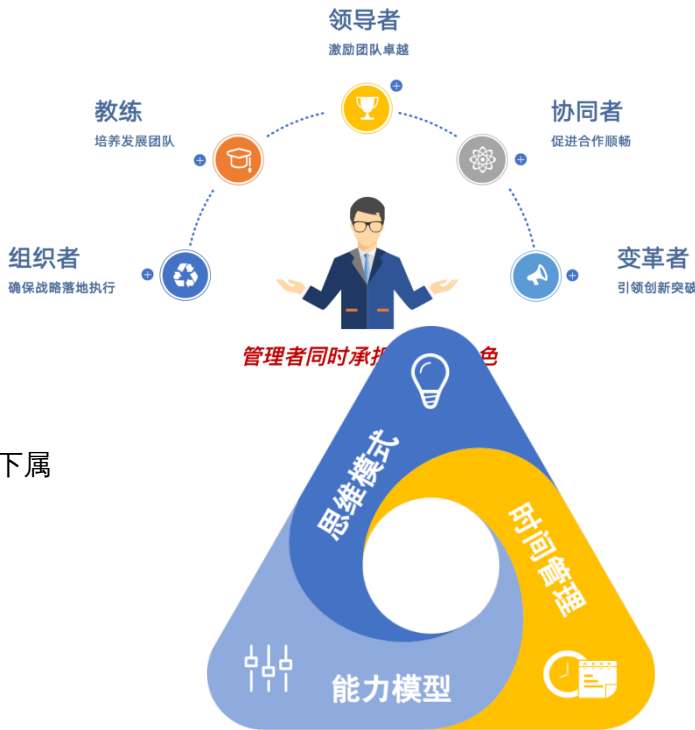 领导者
激励团队卓越
教练
培养发展团队
协同者
促进合作顺畅
组织者
确保战略落地执行
变革者
引领创新突破
管理者同时承担
色
下属
思维模式
时间管理
能力模型